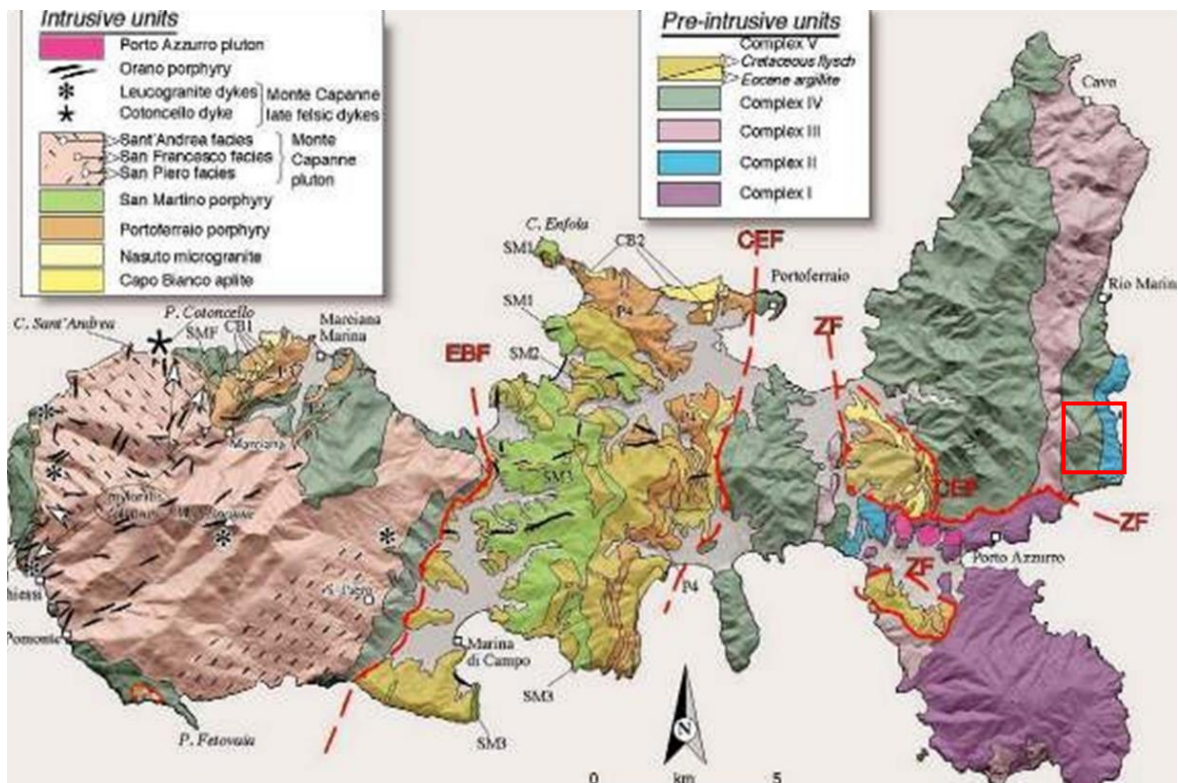 Intrusive units
Porto Azzurro pluton
Orano porphyry
Leucogranite dykes
Cotoncello dyke
Monte Capanne
late felsic dykes
Sant'Andrea facies
San Francesco facies
San Piero facies
Monte
Capanne
pluton
San Martino porphyry
Portoferraio porphyry
Nasuto microgranite
Capo Bianco aplite
Pre-intrusive units
Complex V
Cretaceous flysch
Eocene argilite
Complex IV
Complex III
Complex II
Complex I
Cavo
C. Enfola
SM1
CB2
CEF
Portoferraio
Rio Marin
SM1
P4
P. Cotoncello
C. Sant'Andrea
SMF
CB1
Marciana
Marina
EBF
SM2
ZF
Marciana
SM3
CEF
ZF
Porto Azzurro
ZF
hiessi
Pomonte
P4
Marina
di Campo
SM3
P. Fetovaia
SM3
N
0 km 5